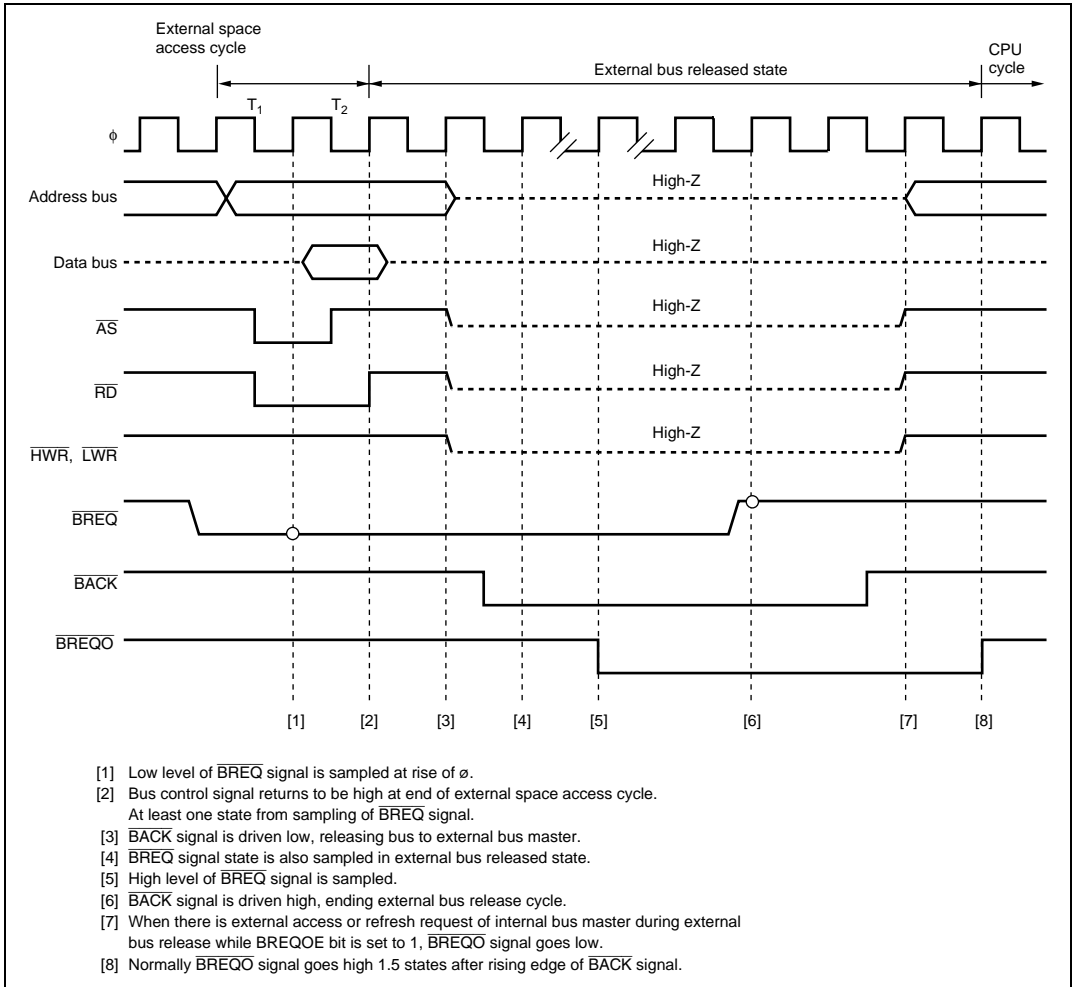 External space
access cycle
External bus released state
CPU
cycle
T1
T2
ϕ
Address bus
High-Z
Data bus
High-Z
AS
High-Z
RD
High-Z
HWR, LWR
High-Z
BREQ
BACK
BREQO
[1] [2] [3] [4] [5] [6] [7] [8]
[1] Low level of BREQ signal is sampled at rise of ø.
[2] Bus control signal returns to be high at end of external space access cycle.
At least one state from sampling of BREQ signal.
[3] BACK signal is driven low, releasing bus to external bus master.
[4] BREQ signal state is also sampled in external bus released state.
[5] High level of BREQ signal is sampled.
[6] BACK signal is driven high, ending external bus release cycle.
[7] When there is external access or refresh request of internal bus master during external
bus release while BREQOE bit is set to 1, BREQO signal goes low.
[8] Normally BREQO signal goes high 1.5 states after rising edge of BACK signal.